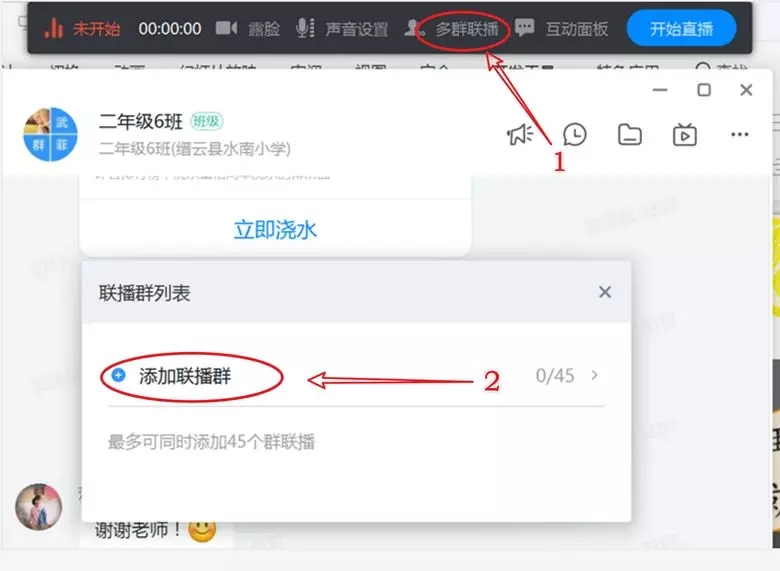 未开始 00:00:00 露脸 声音设置 多群联播 互动面板 开始直播
1
二年级6班 班级
二年级6班(缙云县水南小学)
武
群 菲
立即浇水
联播群列表
添加联播群 0/45
2
最多可同时添加45个群联播
谢谢老师！